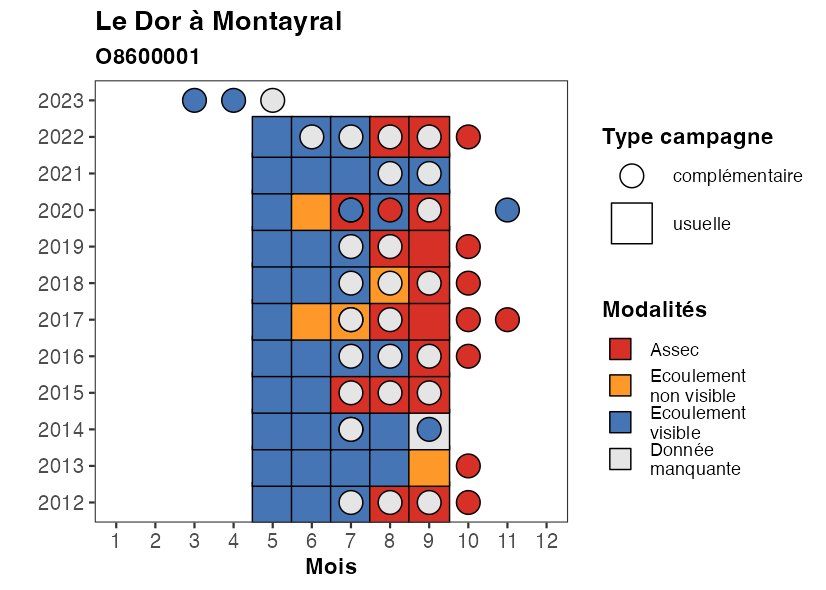 Le Dor à Montayral
O8600001
2023
2022
2021
2020
2019
2018
2017
2016
2015
2014
2013
2012
1 2 3 4 5 6 7 8 9 10 11 12
Mois
Type campagne
complémentaire
usuelle
Modalités
Assec
Ecoulement
non visible
Ecoulement
visible
Donnée
manquante